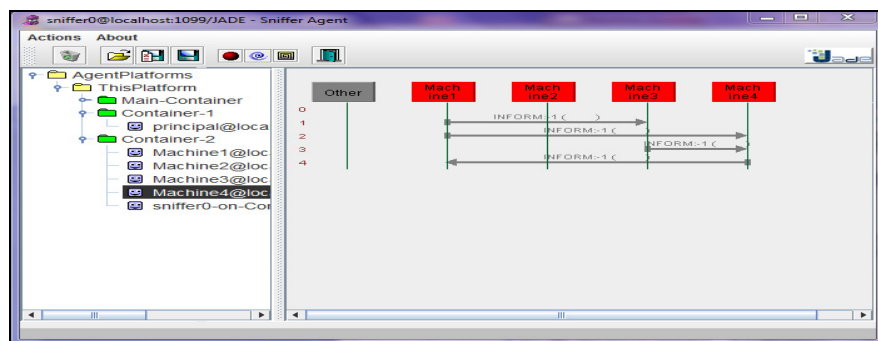 sniffer0@localhost:1099/JADE - Sniffer Agent
Actions About
Jade
AgentPlatforms
ThisPlatform
Main-Container
Container-1
principal@loca
Container-2
Machine1@loc
Machine2@loc
Machine3@loc
Machine4@loc
sniffer0-on-Con
Other
Mach
ine1
Mach
ine2
Mach
ine3
Mach
ine4
0
1
2
3
4
INFORM:-1 ( )
INFORM:-1 ( )
INFORM:-1 ( )
INFORM:-1 ( )